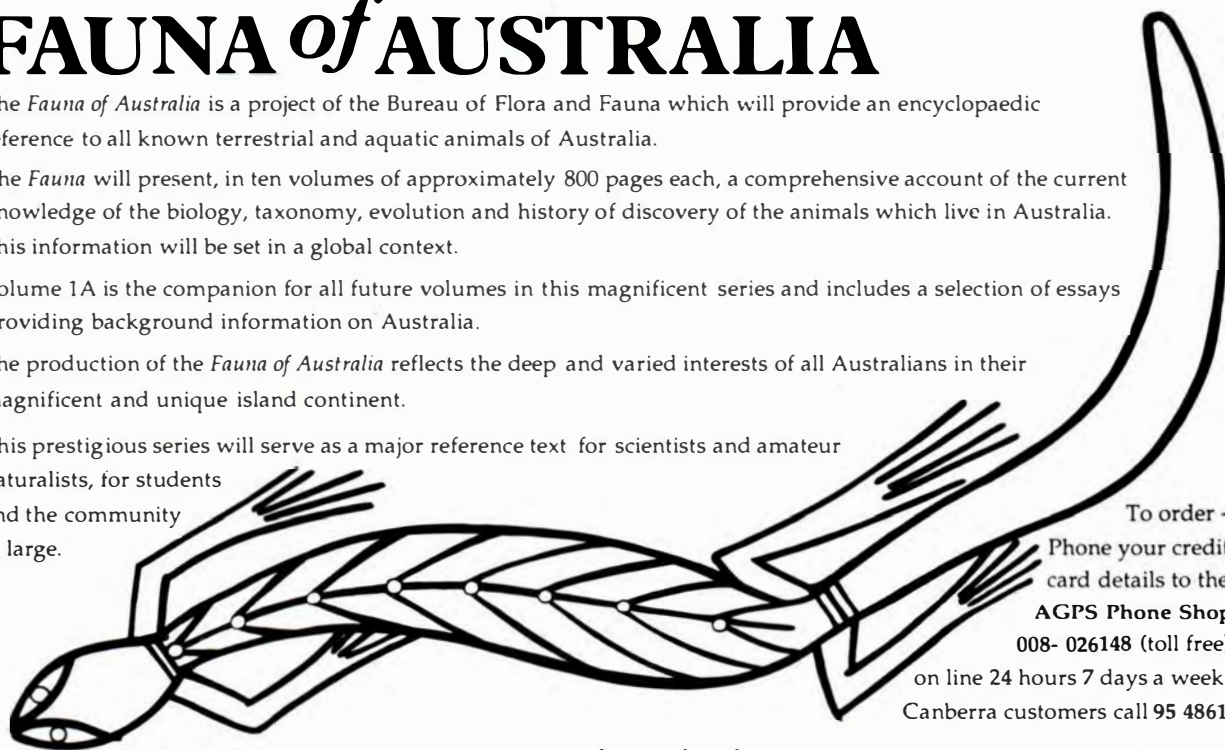 FAUNA of AUSTRALIA
he Fauna of Australia is a project of the Bureau of Flora and Fauna which will provide an encyclopaedic
ference to all known terrestrial and aquatic animals of Australia.
he Fauna will present, in ten volumes of approximately 800 pages each, a comprehensive account of the current
nowledge of the biology, taxonomy, evolution and history of discovery of the animals which live in Australia.
his information will be set in a global context.
olume 1A is the companion for all future volumes in this magnificent series and includes a selection of essays
roviding background information on Australia.
he production of the Fauna of Australia reflects the deep and varied interests of all Australians in their
agnificent and unique island continent.
his prestigious series will serve as a major reference text for scientists and amateur
aturalists, for students
nd the community
large.
To order -
Phone your credit
card details to the
AGPS Phone Shop
008- 026148 (toll free
on line 24 hours 7 days a week
Canberra customers call 95 4861